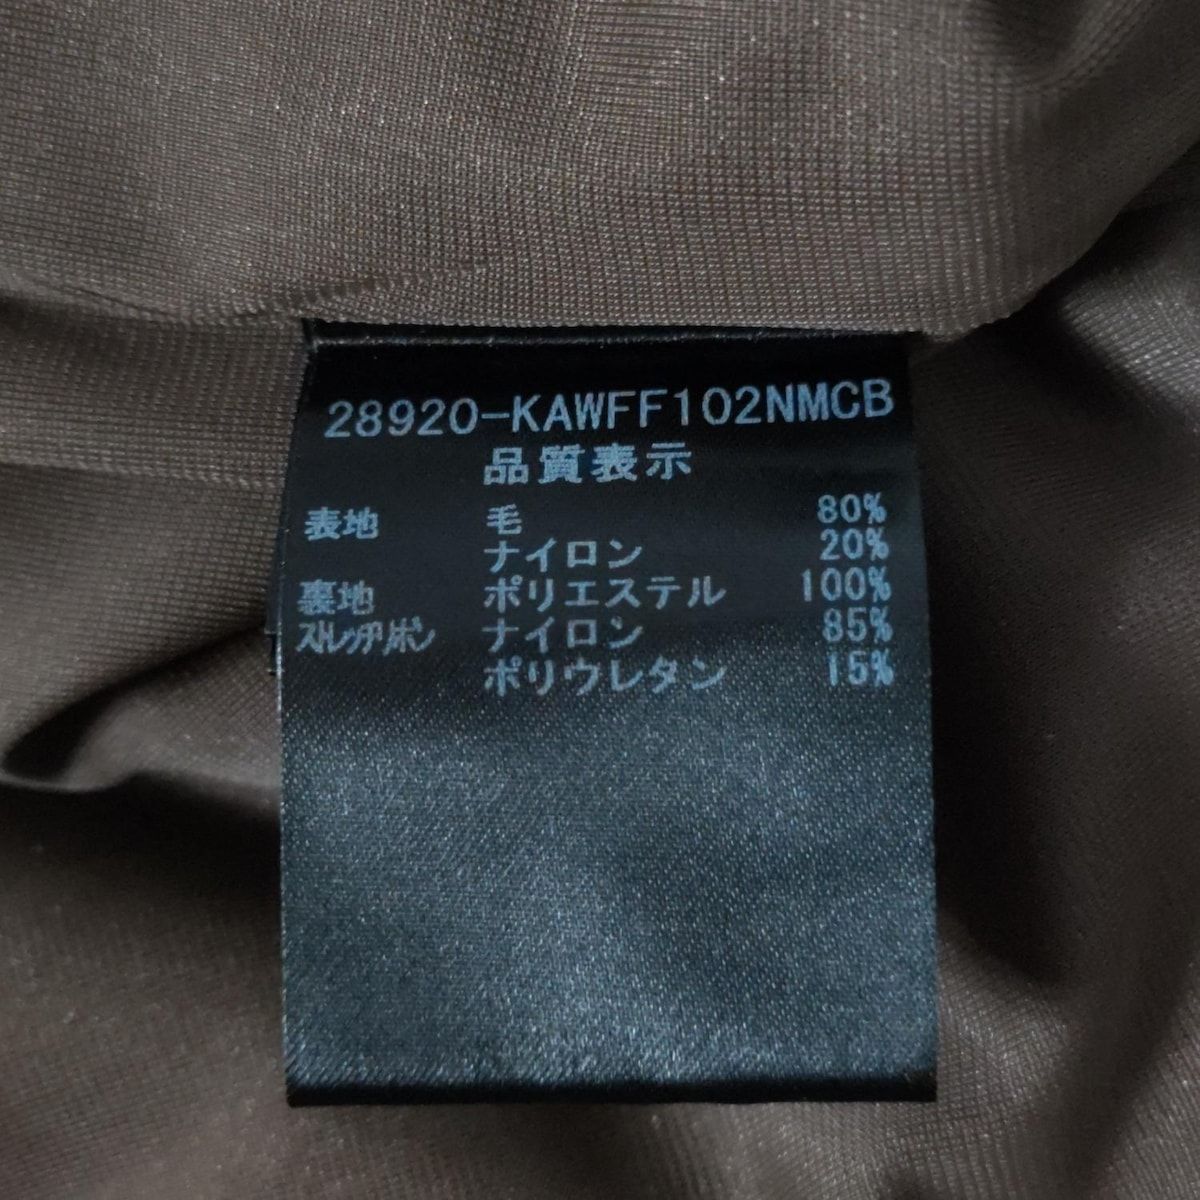 28920-KAWFF102NMCB
品質表示
表地 毛 80%
ナイロン 20%
裏地 ポリエステル 100%
ストレッチリボン ナイロン 85%
ポリウレタン 15%